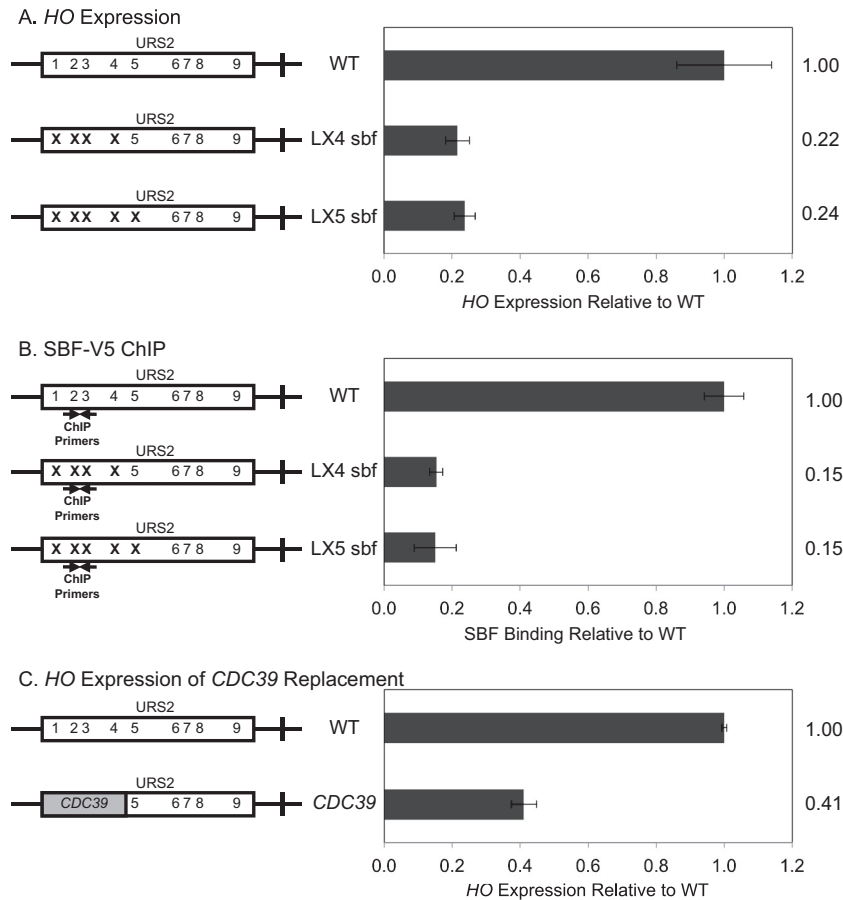 A. HO Expression
URS2
1 2 3 4 5 6 7 8 9
WT
1.00
URS2
X X X X 5 6 7 8 9
LX4 sbf
0.22
URS2
X X X X X 6 7 8 9
LX5 sbf
0.24
0.0 0.2 0.4 0.6 0.8 1.0 1.2
HO Expression Relative to WT
B. SBF-V5 ChIP
URS2
1 2 3 4 5 6 7 8 9
WT
1.00
ChIP
Primers
URS2
X X X X 5 6 7 8 9
LX4 sbf
0.15
ChIP
Primers
URS2
X X X X X 6 7 8 9
LX5 sbf
0.15
ChIP
Primers
0.0 0.2 0.4 0.6 0.8 1.0 1.2
SBF Binding Relative to WT
C. HO Expression of CDC39 Replacement
URS2
1 2 3 4 5 6 7 8 9
WT
1.00
URS2
CDC39 5 6 7 8 9
CDC39
0.41
0.0 0.2 0.4 0.6 0.8 1.0 1.2
HO Expression Relative to WT